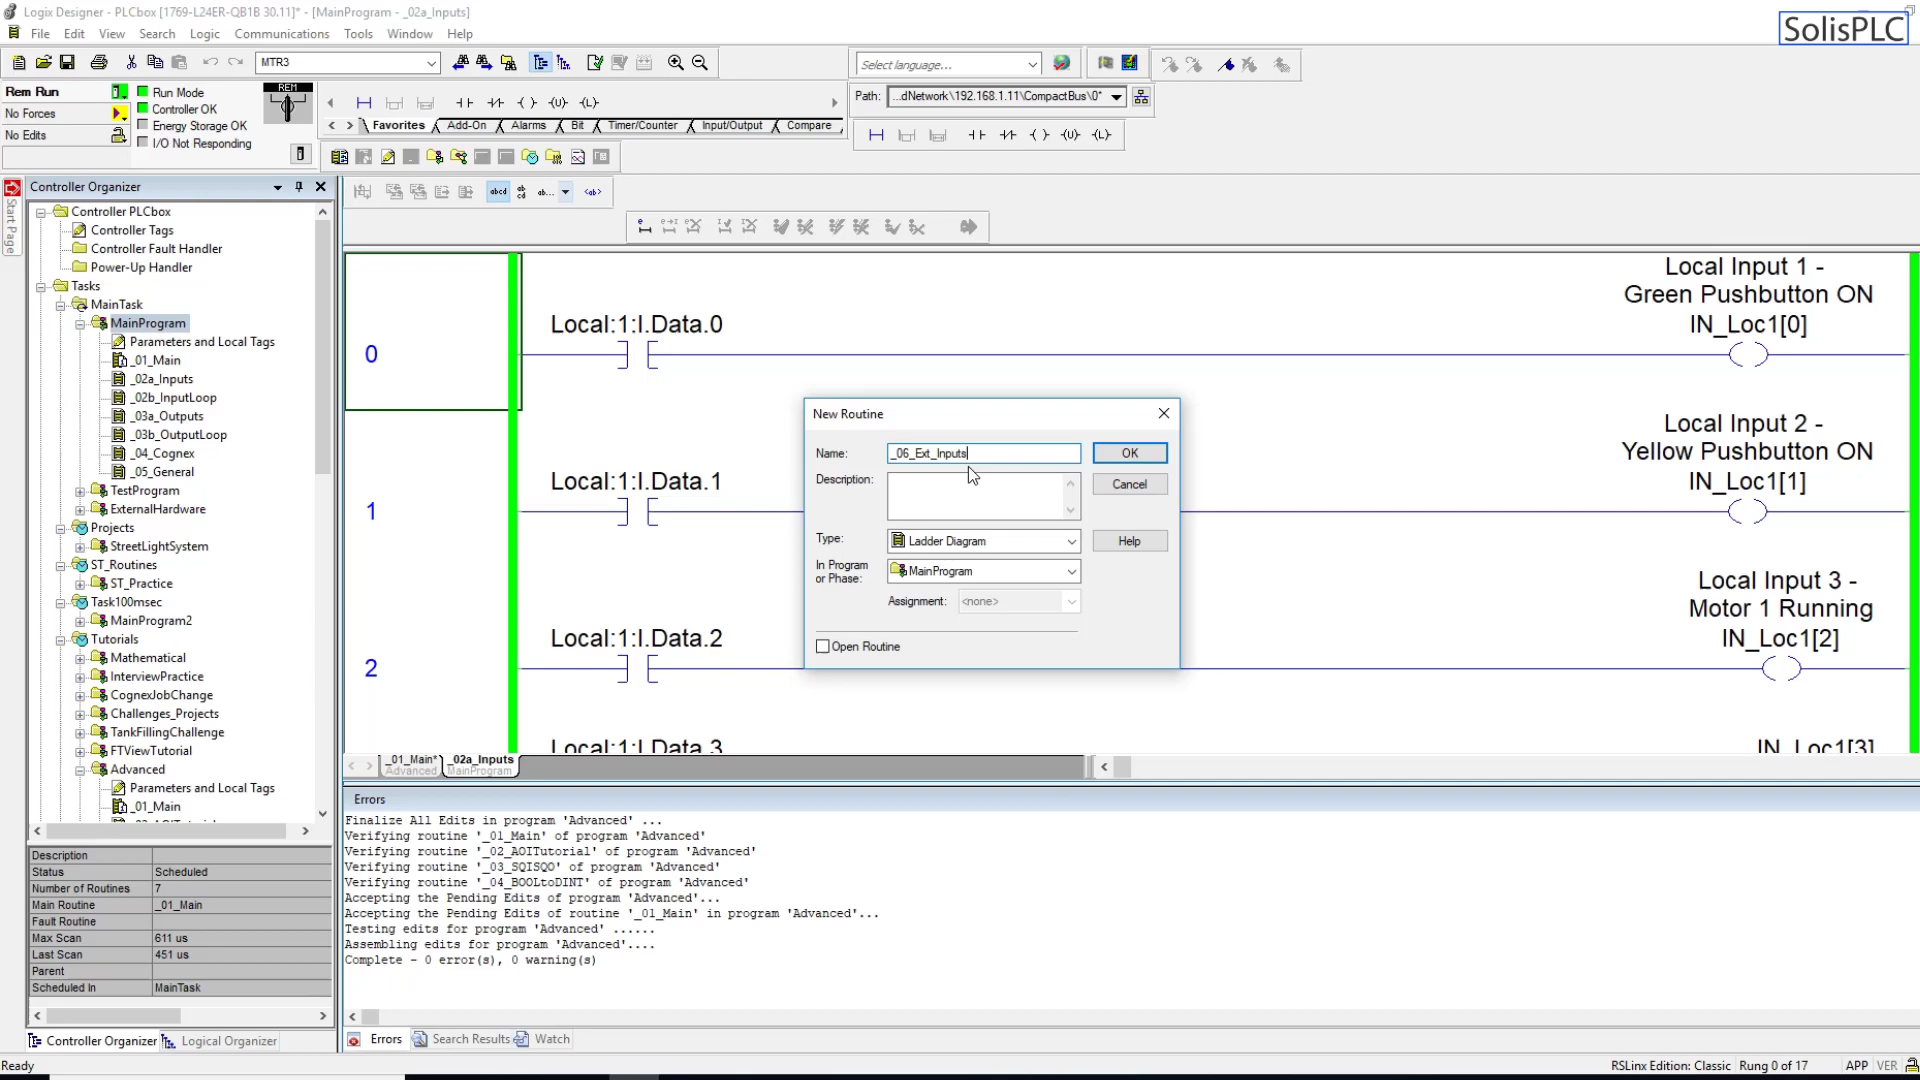 Logix Designer - PLCbox [1769-L24ER-QB1B 30.11]* - [MainProgram - _02a_Inputs]
SolisPLC
File Edit View Search Logic Communications Tools Window Help
MTR3
Select language...
Rem Run
No Forces
No Edits
Run Mode
Controller OK
Energy Storage OK
I/O Not Responding
REM
Path: ...dNetwork\192.168.1.11\CompactBus\0*
Favorites Add-On Alarms Bit Timer/Counter Input/Output Compare
Start Page
Controller Organizer
Controller PLCbox
Controller Tags
Controller Fault Handler
Power-Up Handler
Tasks
MainTask
MainProgram
Parameters and Local Tags
_01_Main
_02a_Inputs
_02b_InputLoop
_03a_Outputs
_03b_OutputLoop
_04_Cognex
_05_General
TestProgram
ExternalHardware
Projects
StreetLightSystem
ST_Routines
ST_Practice
Task100msec
MainProgram2
Tutorials
Mathematical
InterviewPractice
CognexJobChange
Challenges_Projects
TankFillingChallenge
FTViewTutorial
Advanced
Parameters and Local Tags
_01_Main
Description
Status Scheduled
Number of Routines 7
Main Routine _01_Main
Fault Routine
Max Scan 611 us
Last Scan 451 us
Parent
Scheduled In MainTask
Controller Organizer Logical Organizer
Ready
0
Local:1:I.Data.0
Local Input 1 -
Green Pushbutton ON
IN_Loc1[0]
1
Local:1:I.Data.1
Local Input 2 -
Yellow Pushbutton ON
IN_Loc1[1]
2
Local:1:I.Data.2
Local Input 3 -
Motor 1 Running
IN_Loc1[2]
Local:1:I.Data.3
IN_Loc1[3]
New Routine
Name: _06_Ext_Inputs
OK
Description:
Cancel
Type: Ladder Diagram
Help
In Program
or Phase: MainProgram
Assignment: <none>
Open Routine
_01_Main* _02a_Inputs
Advanced MainProgram
Errors
Finalize All Edits in program 'Advanced' ...
Verifying routine '_01_Main' of program 'Advanced'
Verifying routine '_02_AOITutorial' of program 'Advanced'
Verifying routine '_03_SQISQO' of program 'Advanced'
Verifying routine '_04_BOOLtoDINT' of program 'Advanced'
Accepting the Pending Edits of program 'Advanced'...
Accepting the Pending Edits of routine '_01_Main' in program 'Advanced'...
Testing edits for program 'Advanced' ......
Assembling edits for program 'Advanced'....
Complete - 0 error(s), 0 warning(s)
Errors Search Results Watch
RSLinx Edition: Classic Rung 0 of 17 APP VER